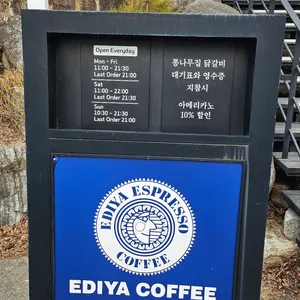 Open Everyday
Mon - Fri
11:00 ~ 21:30
Last Order 21:00
Sat
11:00 ~ 22:00
Last Order 21:30
Sun
10:30 ~ 21:30
Last Order 21:00
통나무집 닭갈비
대기표와 영수증
지참시
아메리카노
10% 할인
EDIYA ESPRESSO
COFFEE
EDIYA COFFEE